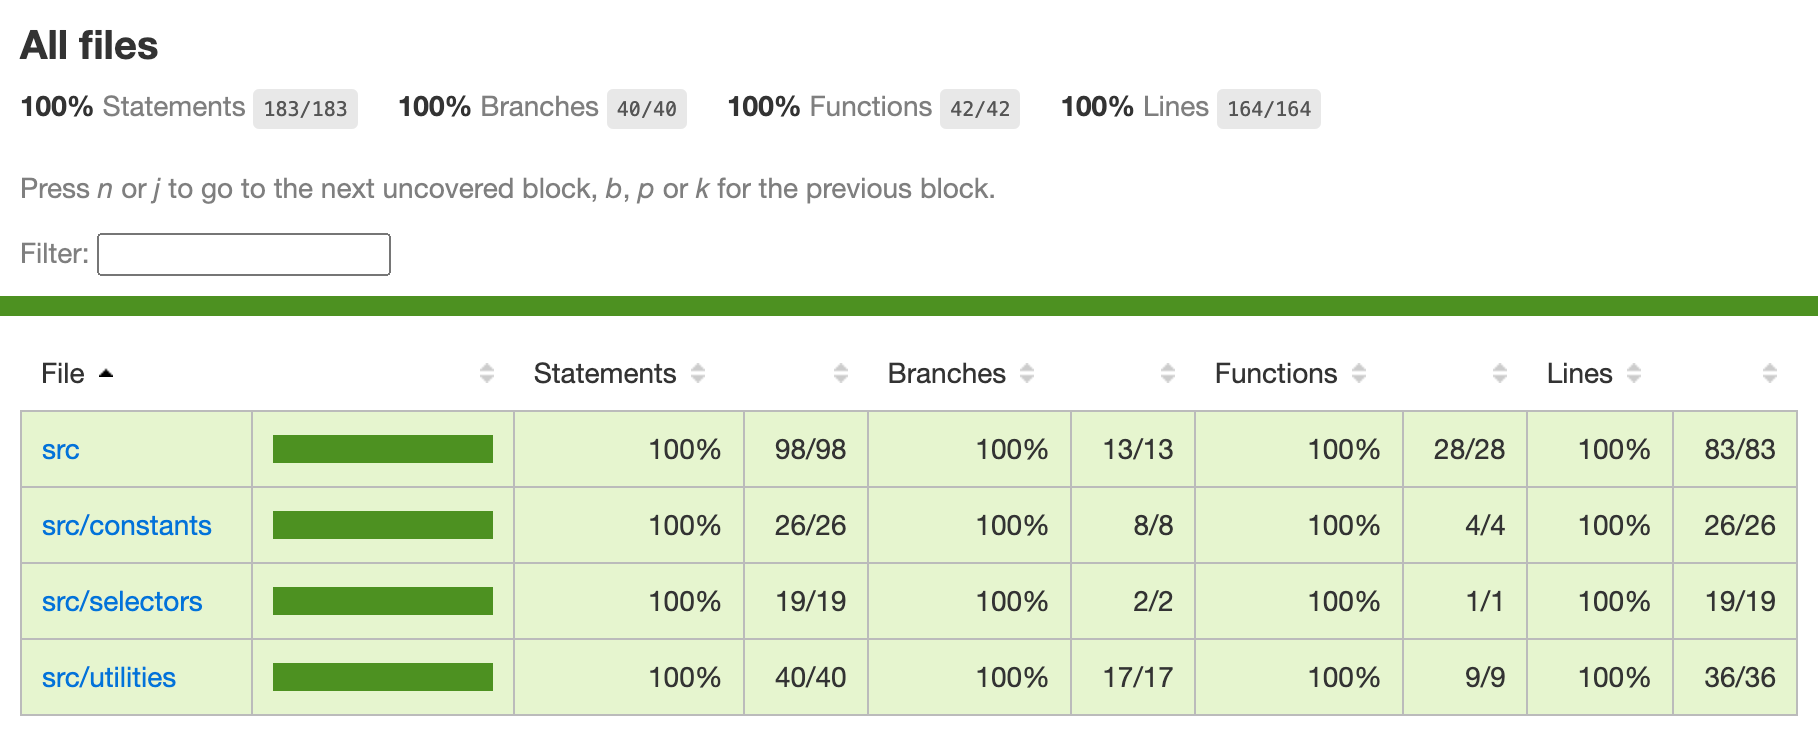 All files
100% Statements 183/183 100% Branches 40/40 100% Functions 42/42 100% Lines 164/164
Press n or j to go to the next uncovered block, b, p or k for the previous block.
Filter:
File Statements Branches Functions Lines
src 100% 98/98 100% 13/13 100% 28/28 100% 83/83
src/constants 100% 26/26 100% 8/8 100% 4/4 100% 26/26
src/selectors 100% 19/19 100% 2/2 100% 1/1 100% 19/19
src/utilities 100% 40/40 100% 17/17 100% 9/9 100% 36/36